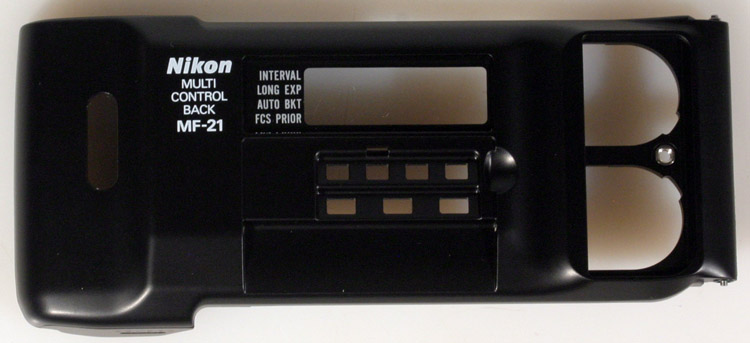 Nikon
MULTI
CONTROL
BACK
MF-21
INTERVAL
LONG EXP
AUTO BKT
FCS PRIOR